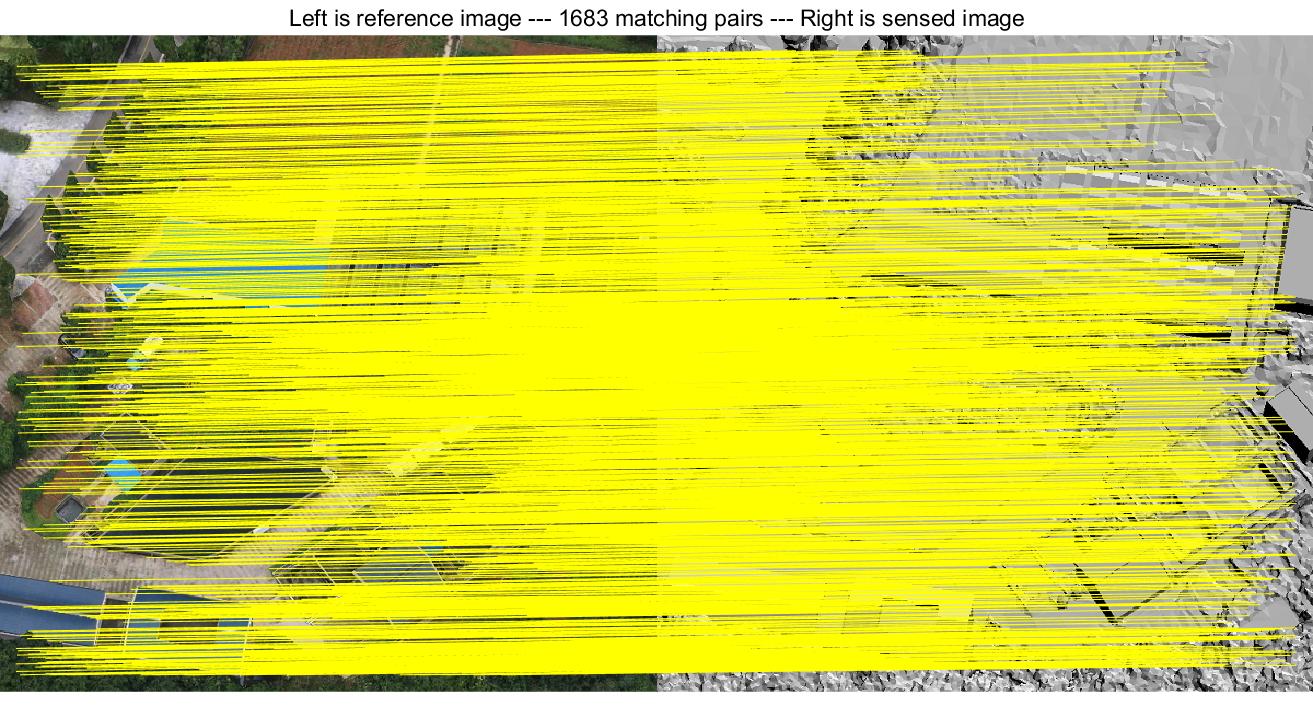 Left is reference image --- 1683 matching pairs --- Right is sensed image